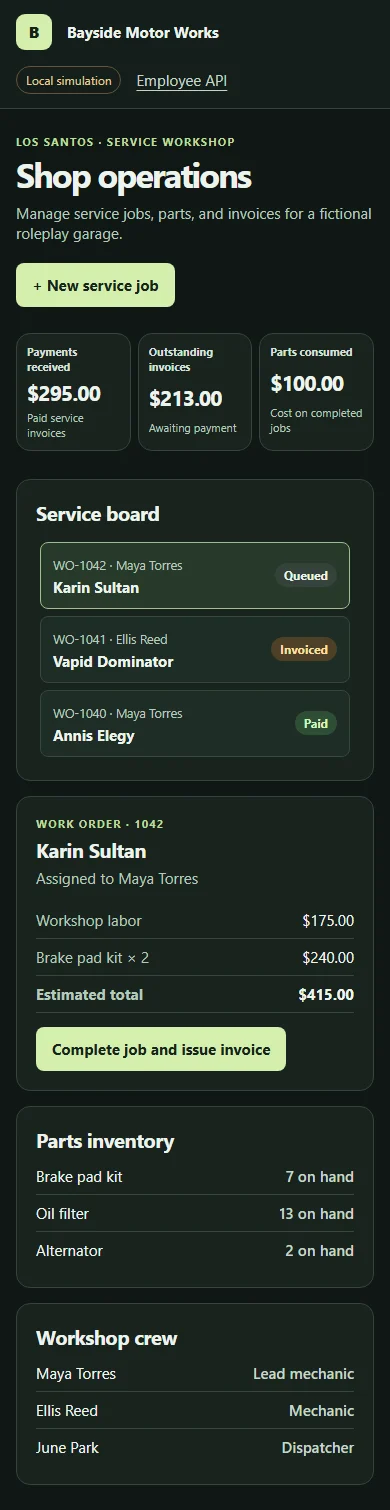 B
Bayside Motor Works
Local simulation
Employee API
LOS SANTOS · SERVICE WORKSHOP
Shop operations
Manage service jobs, parts, and invoices for a fictional
roleplay garage.
+ New service job
Payments
received
$295.00
Paid service
invoices
Outstanding
invoices
$213.00
Awaiting payment
Parts consumed
$100.00
Cost on completed
jobs
Service board
WO-1042 · Maya Torres
Karin Sultan
Queued
WO-1041 · Ellis Reed
Vapid Dominator
Invoiced
WO-1040 · Maya Torres
Annis Elegy
Paid
WORK ORDER · 1042
Karin Sultan
Assigned to Maya Torres
Workshop labor $175.00
Brake pad kit × 2 $240.00
Estimated total $415.00
Complete job and issue invoice
Parts inventory
Brake pad kit 7 on hand
Oil filter 13 on hand
Alternator 2 on hand
Workshop crew
Maya Torres Lead mechanic
Ellis Reed Mechanic
June Park Dispatcher